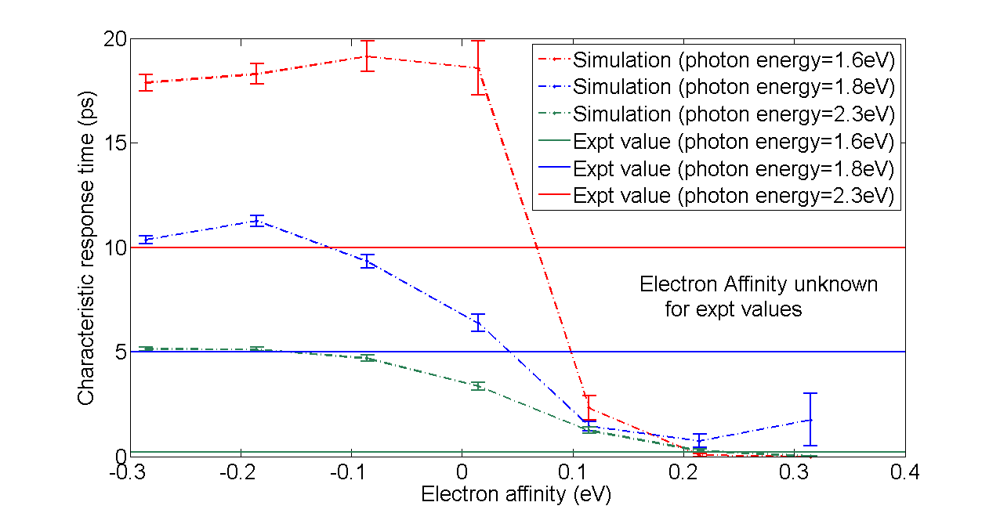 20
15
10
5
0
Characteristic response time (ps)
Simulation (photon energy=1.6eV)
Simulation (photon energy=1.8eV)
Simulation (photon energy=2.3eV)
Expt value (photon energy=1.6eV)
Expt value (photon energy=1.8eV)
Expt value (photon energy=2.3eV)
Electron Affinity unknown
for expt values
-0.3 -0.2 -0.1 0 0.1 0.2 0.3 0.4
Electron affinity (eV)